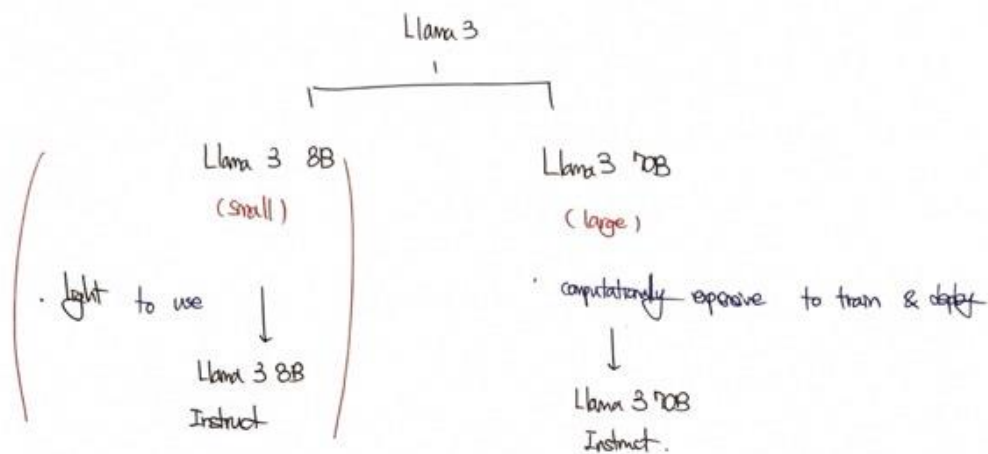 Llama 3
Llama 3 8B
(small)
· light to use
Llama 3 8B
Instruct
Llama 3 70B
(large)
· computationally expensive to train & deploy
Llama 3 70B
Instruct.